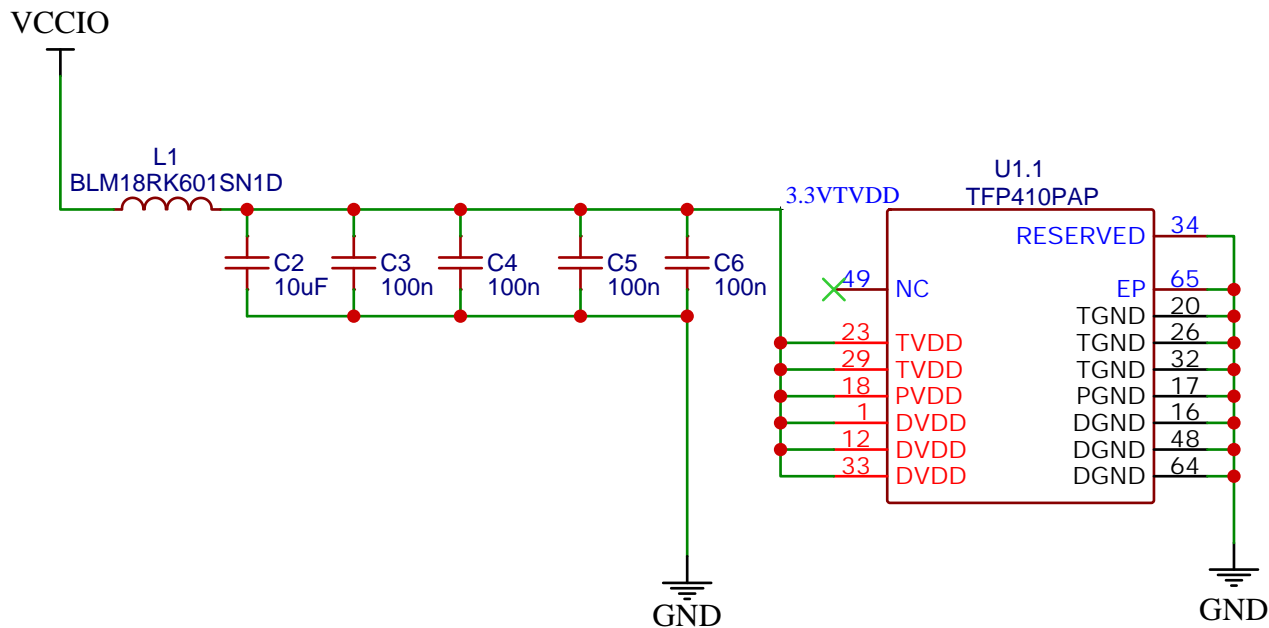 VCCIO
L1
BLM18RK601SN1D
C2
10uF
C3
100n
C4
100n
C5
100n
C6
100n
GND
3.3VTVDD
U1.1
TFP410PAP
49 NC
23 TVDD
29 TVDD
18 PVDD
1 DVDD
12 DVDD
33 DVDD
RESERVED 34
EP 65
TGND 20
TGND 26
TGND 32
PGND 17
DGND 16
DGND 48
DGND 64
GND